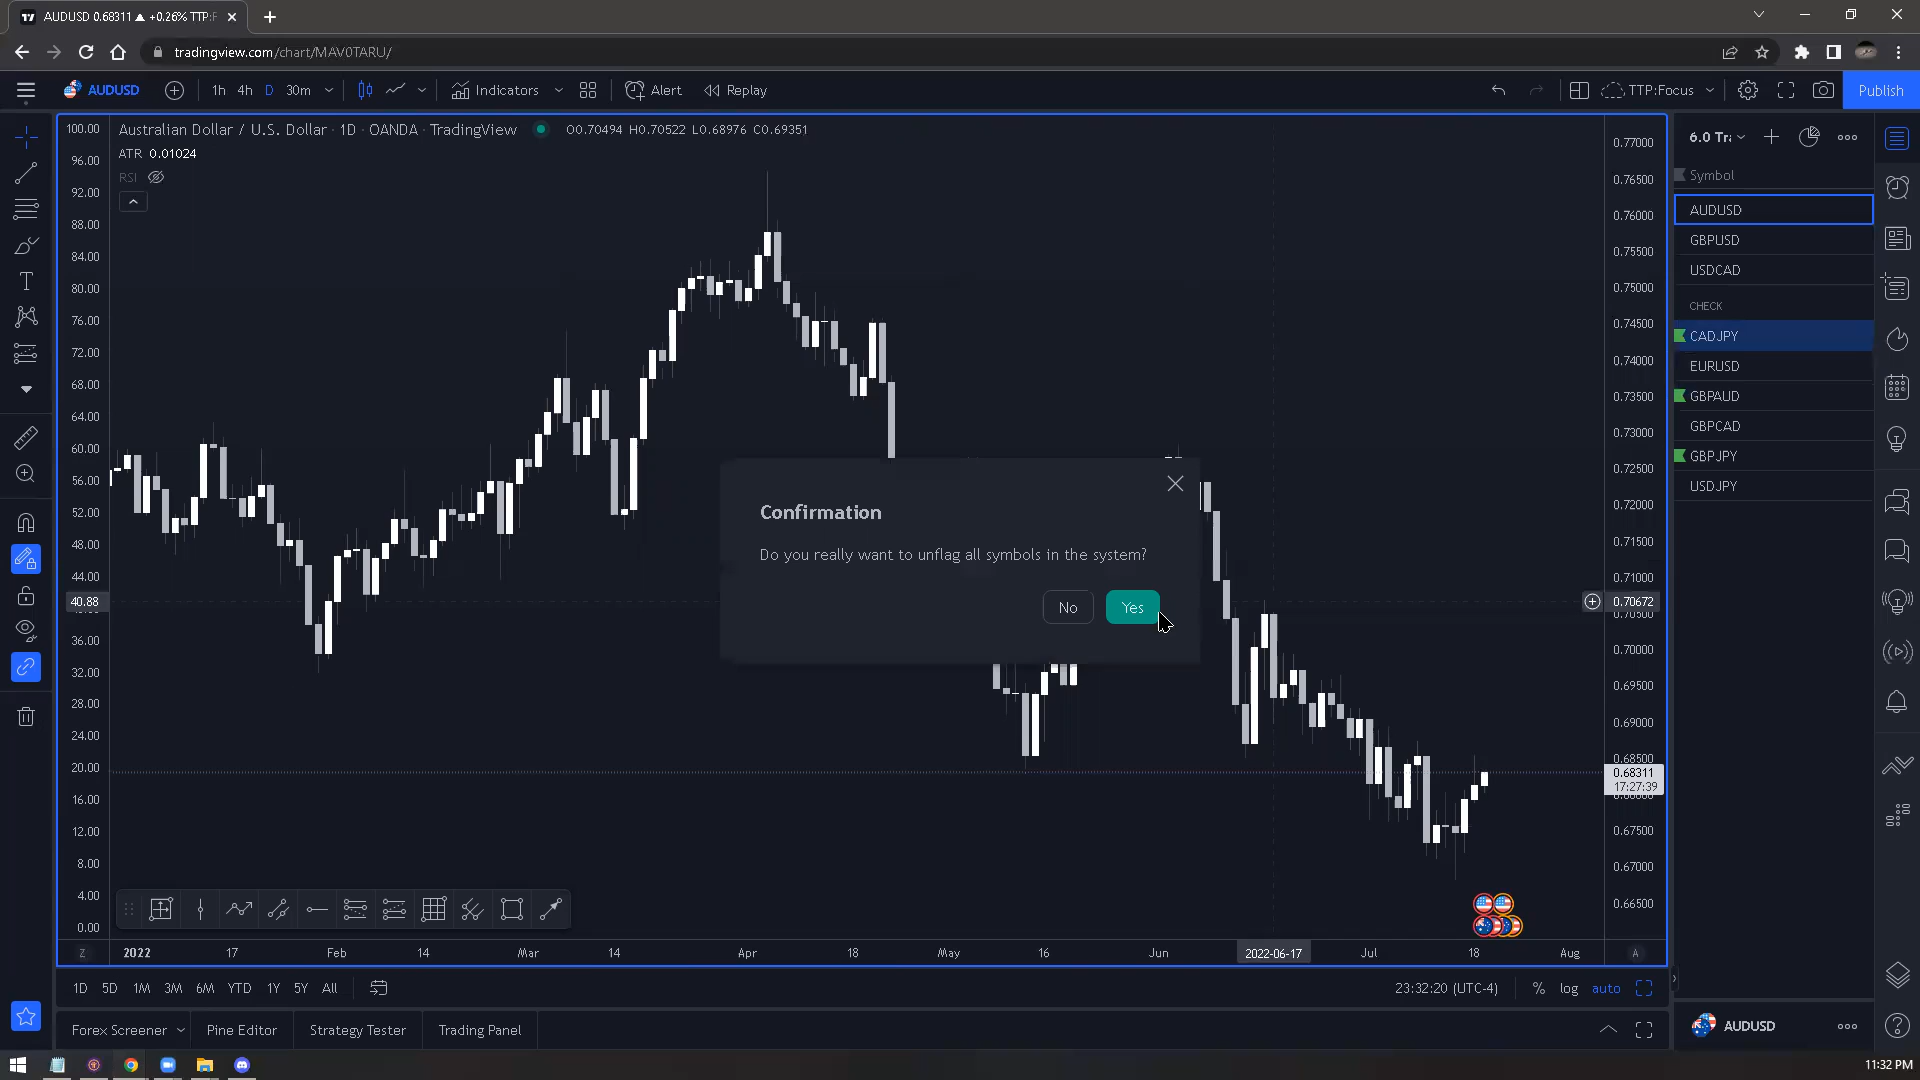 AUDUSD 0.68311 ▲ +0.26% TTP:F
tradingview.com/chart/MAV0TARU/
AUDUSD 1h 4h D 30m Indicators Alert Replay TTP:Focus Publish
Australian Dollar / U.S. Dollar · 1D · OANDA · TradingView O0.70494 H0.70522 L0.68976 C0.69351
ATR 0.01024
RSI
100.00
96.00
92.00
88.00
84.00
80.00
76.00
72.00
68.00
64.00
60.00
56.00
52.00
48.00
44.00
40.88
36.00
32.00
28.00
24.00
20.00
16.00
12.00
8.00
4.00
0.00
Confirmation
Do you really want to unflag all symbols in the system?
No Yes
0.77000
0.76500
0.76000
0.75500
0.75000
0.74500
0.74000
0.73500
0.73000
0.72500
0.72000
0.71500
0.71000
0.70672
0.70500
0.70000
0.69500
0.69000
0.68500
0.68311
17:27:39
0.67500
0.67000
0.66500
6.0 Tr
Symbol
AUDUSD
GBPUSD
USDCAD
CHECK
CADJPY
EURUSD
GBPAUD
GBPCAD
GBPJPY
USDJPY
Z 2022 17 Feb 14 Mar 14 Apr 18 May 16 Jun 2022-06-17 Jul 18 Aug A
1D 5D 1M 3M 6M YTD 1Y 5Y All 23:32:20 (UTC-4) % log auto
Forex Screener Pine Editor Strategy Tester Trading Panel
AUDUSD
11:32 PM